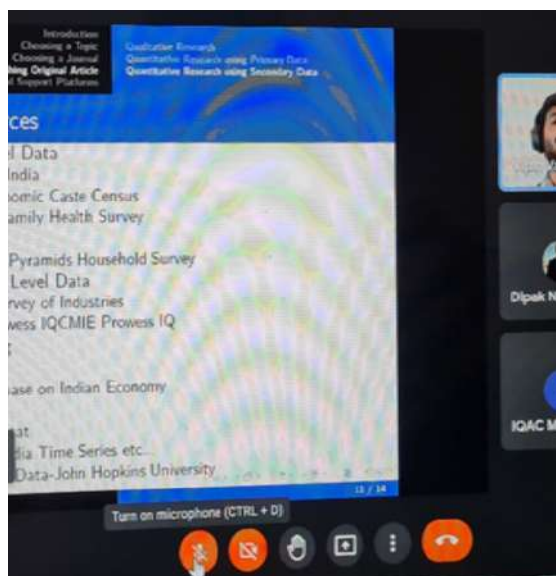 Introduction
Choosing a Topic
Choosing a Journal
hing Original Article
d Support Platforms
Qualitative Research
Quantitative Research using Primary Data
Quantitative Research using Secondary Data
ces
el Data
India
omic Caste Census
amily Health Survey
Pyramids Household Survey
Level Data
rvey of Industries
wess IQCMIE Prowess IQ
ase on Indian Economy
at
dia Time Series etc...
Data-John Hopkins University
13 / 14
Turn on microphone (CTRL + D)
Dipak N
IQAC M